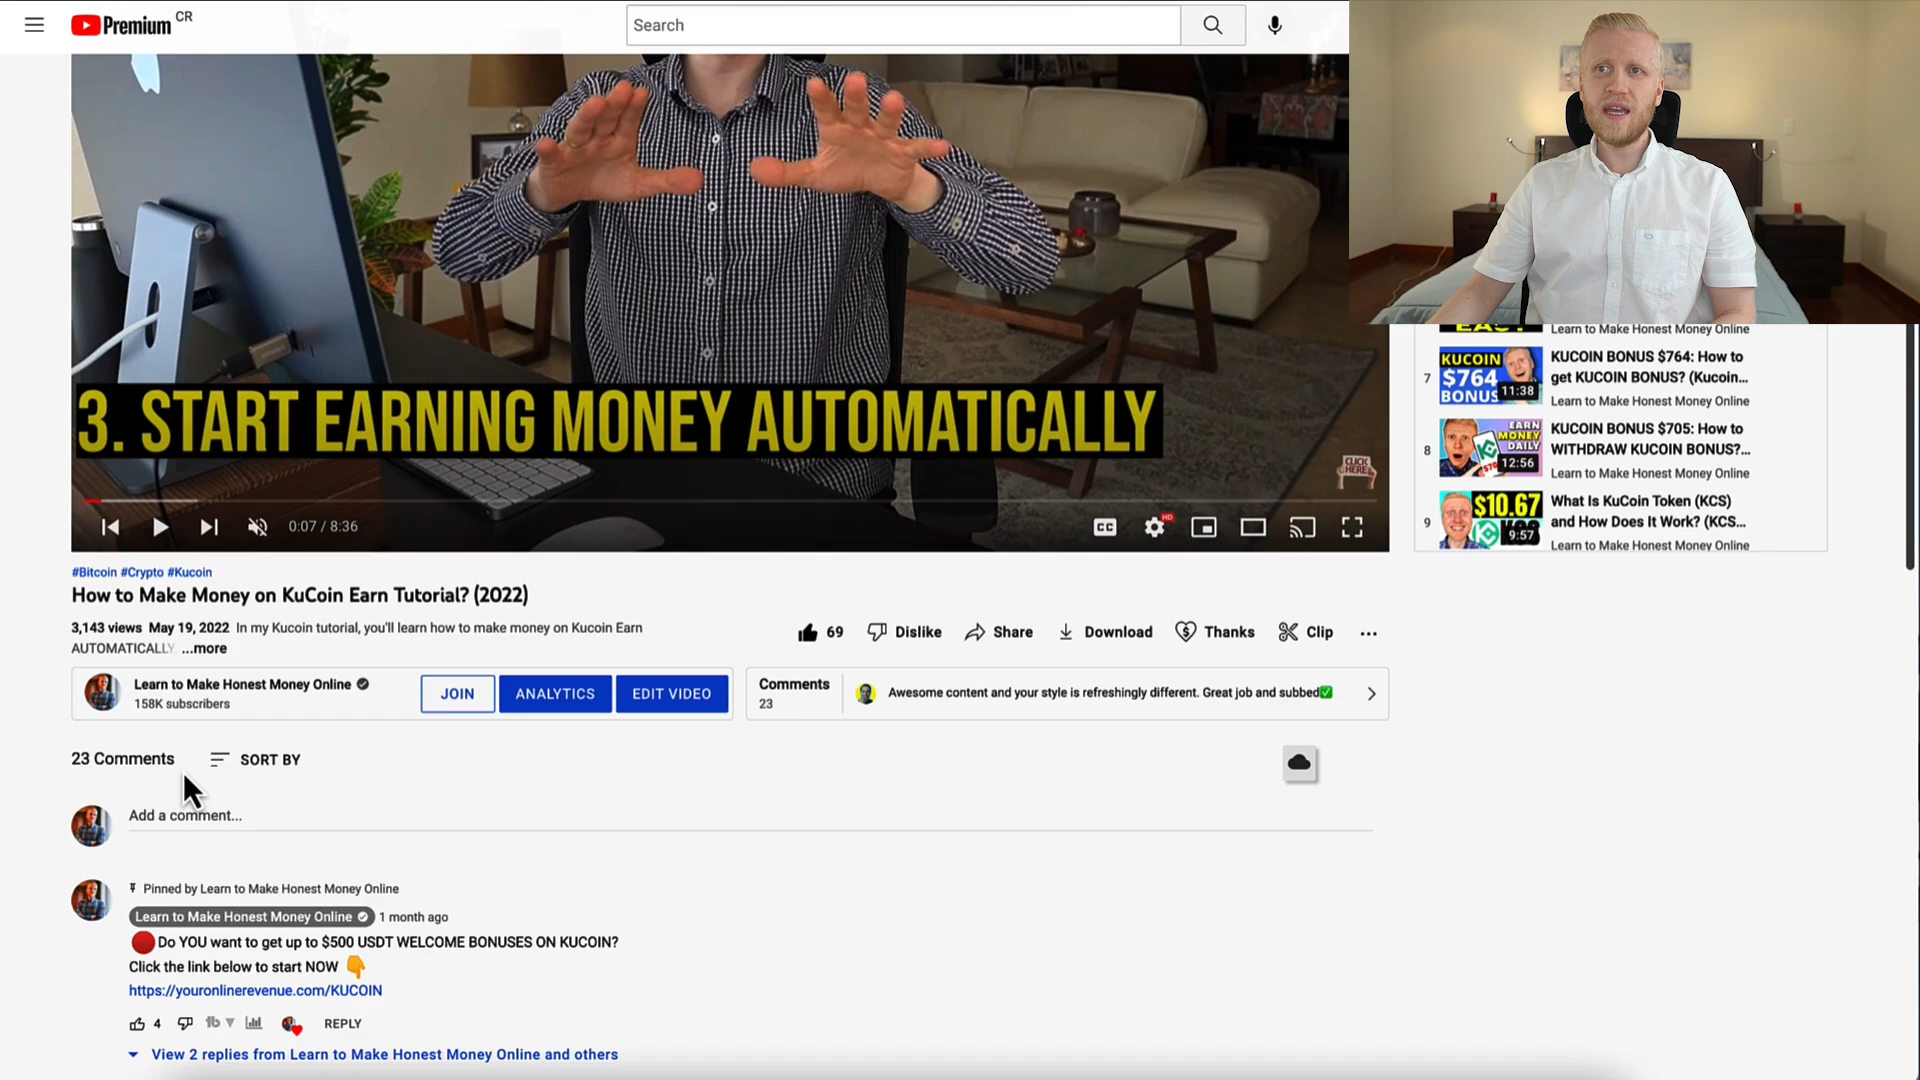 Premium CR
Search
3. START EARNING MONEY AUTOMATICALLY
CLICK HERE
0:07 / 8:36
CC
HD
Learn to Make Honest Money Online
7
KUCOIN
$764
BONUS
11:38
KUCOIN BONUS $764: How to
get KUCOIN BONUS? (Kucoin...
Learn to Make Honest Money Online
8
EARN
MONEY
DAILY
12:56
KUCOIN BONUS $705: How to
WITHDRAW KUCOIN BONUS?...
Learn to Make Honest Money Online
9
$10.67
KCS
9:57
What Is KuCoin Token (KCS)
and How Does It Work? (KCS...
Learn to Make Honest Money Online
#Bitcoin #Crypto #Kucoin
How to Make Money on KuCoin Earn Tutorial? (2022)
3,143 views May 19, 2022 In my Kucoin tutorial, you'll learn how to make money on Kucoin Earn
AUTOMATICALLY ...more
69 Dislike Share Download Thanks Clip ...
Learn to Make Honest Money Online
158K subscribers
JOIN ANALYTICS EDIT VIDEO
Comments
23
Awesome content and your style is refreshingly different. Great job and subbed✅
23 Comments SORT BY
Add a comment...
Pinned by Learn to Make Honest Money Online
Learn to Make Honest Money Online 1 month ago
🔴Do YOU want to get up to $500 USDT WELCOME BONUSES ON KUCOIN?
Click the link below to start NOW 👇
https://youronlinerevenue.com/KUCOIN
4 REPLY
View 2 replies from Learn to Make Honest Money Online and others